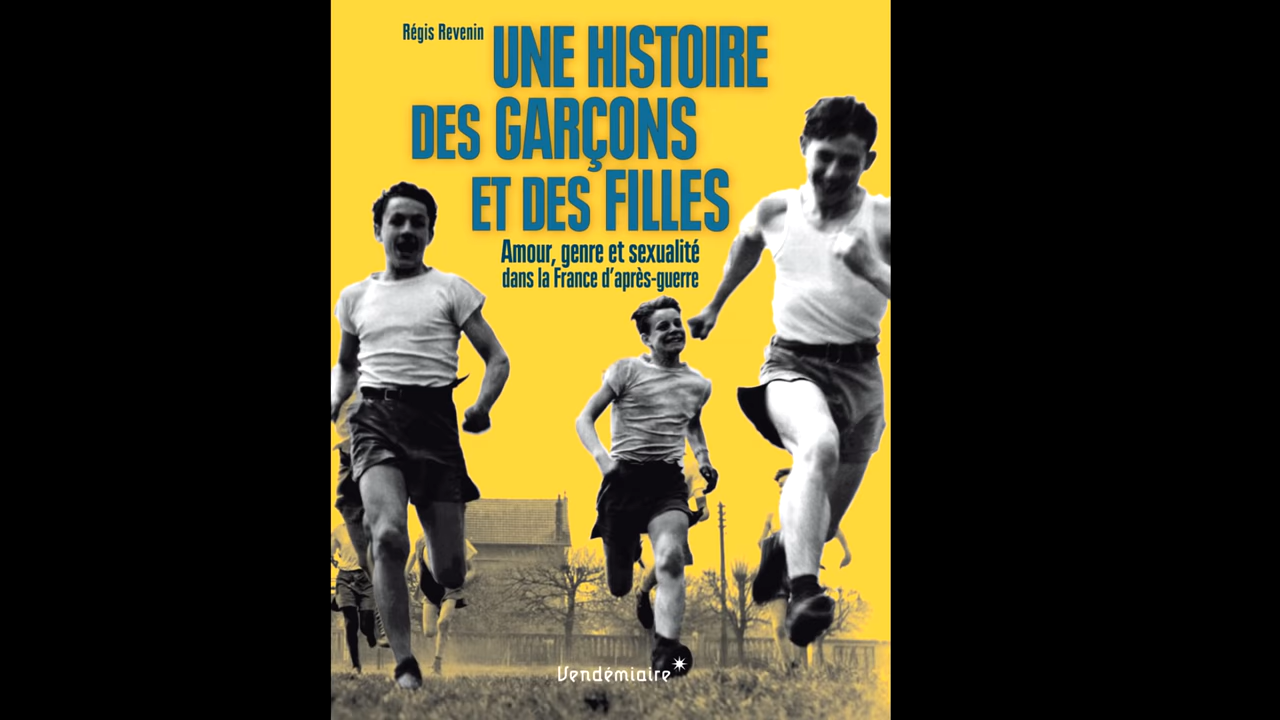 Régis Revenin
UNE HISTOIRE
DES GARÇONS
ET DES FILLES
Amour, genre et sexualité
dans la France d'après-guerre
Vendémiaire